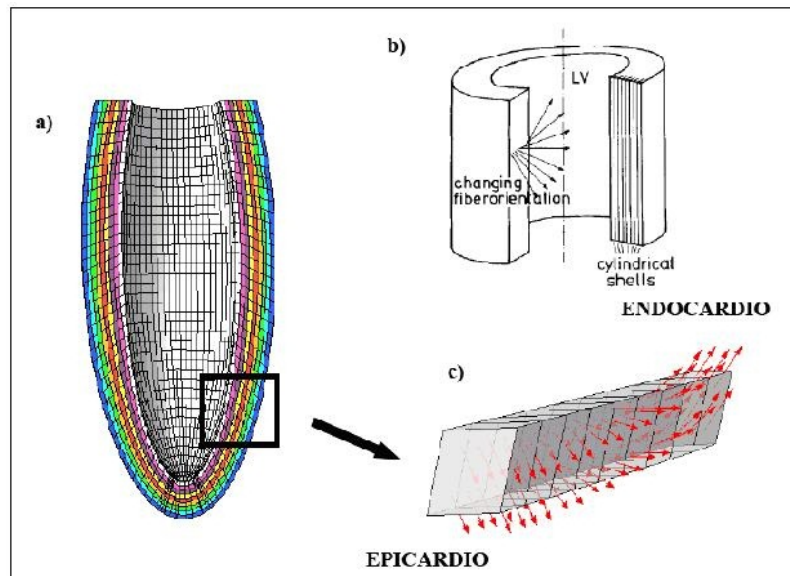 a)
b)
LV
changing
fiberorientation
cylindrical
shells
ENDOCARDIO
c)
EPICARDIO